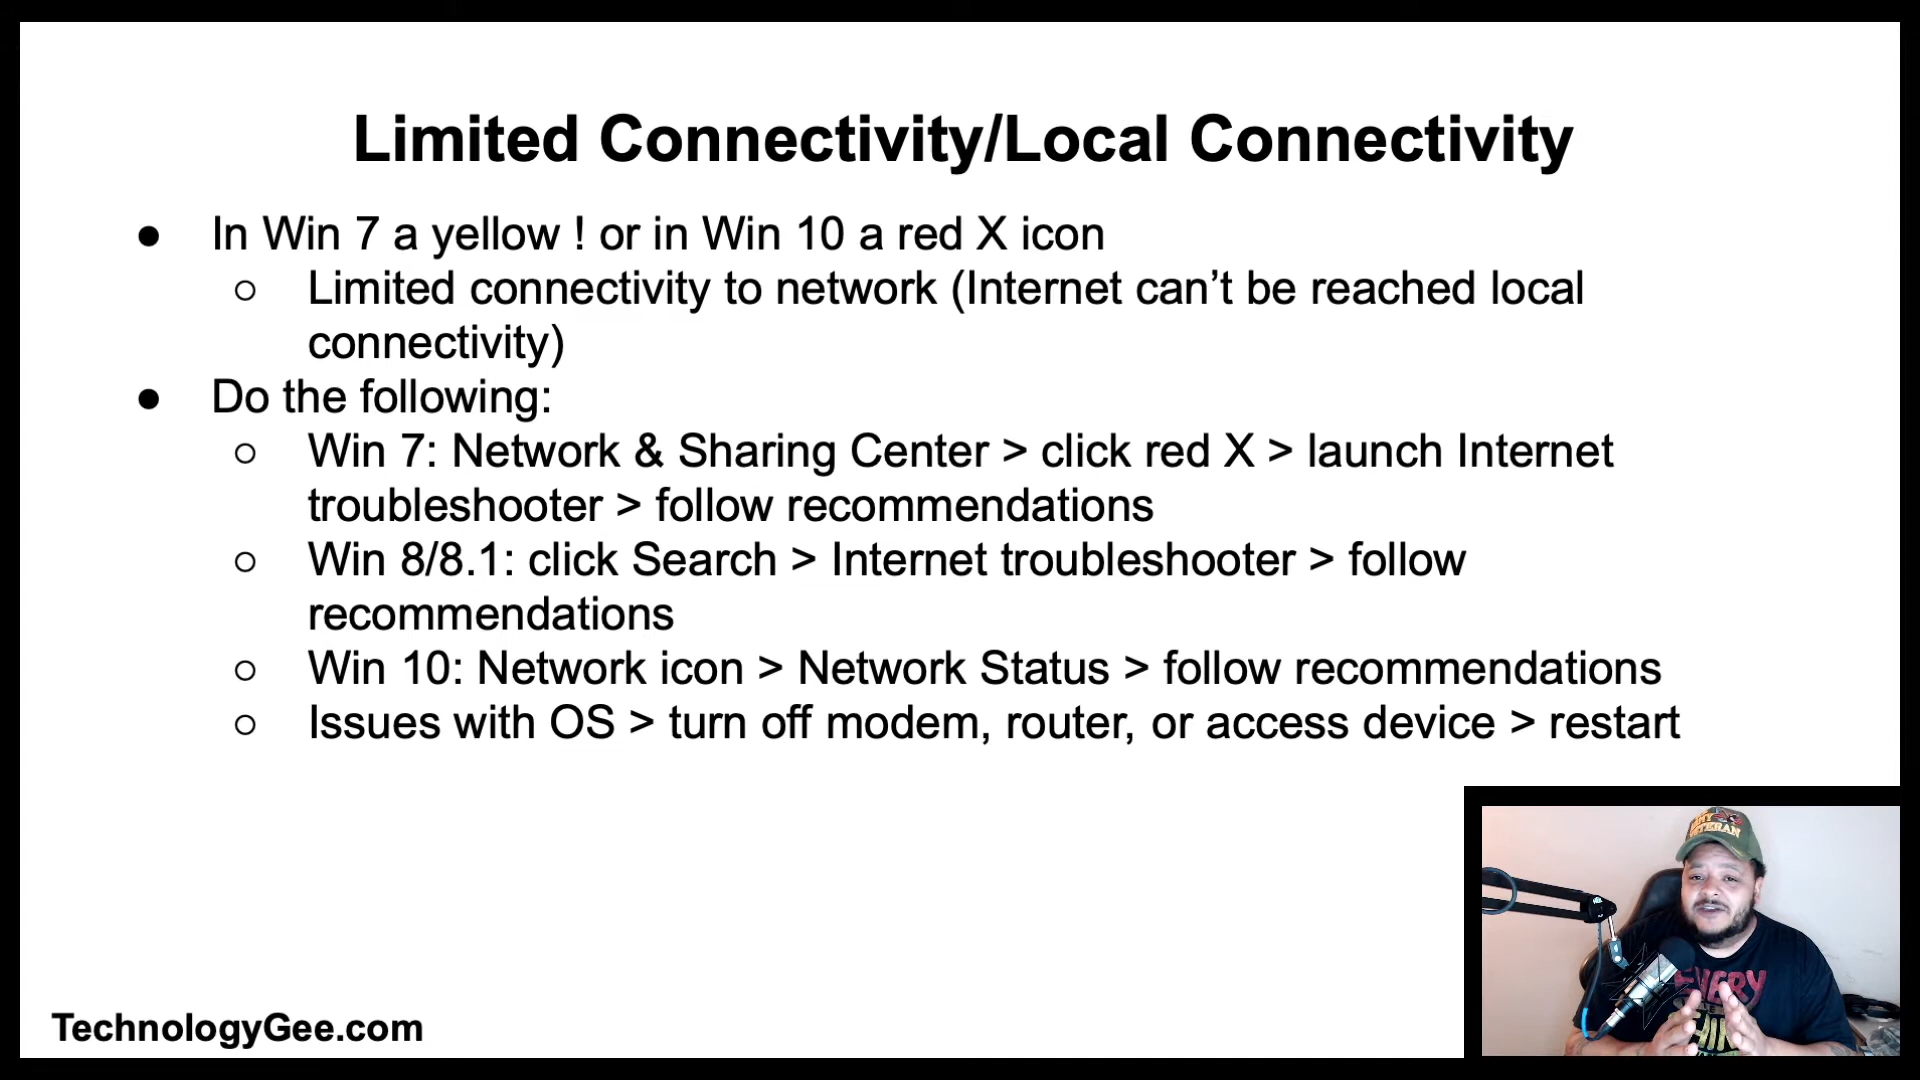 Limited Connectivity/Local Connectivity
● In Win 7 a yellow ! or in Win 10 a red X icon
○ Limited connectivity to network (Internet can’t be reached local
connectivity)
● Do the following:
○ Win 7: Network & Sharing Center > click red X > launch Internet
troubleshooter > follow recommendations
○ Win 8/8.1: click Search > Internet troubleshooter > follow
recommendations
○ Win 10: Network icon > Network Status > follow recommendations
○ Issues with OS > turn off modem, router, or access device > restart
VETERAN
EVERY
TechnologyGee.com